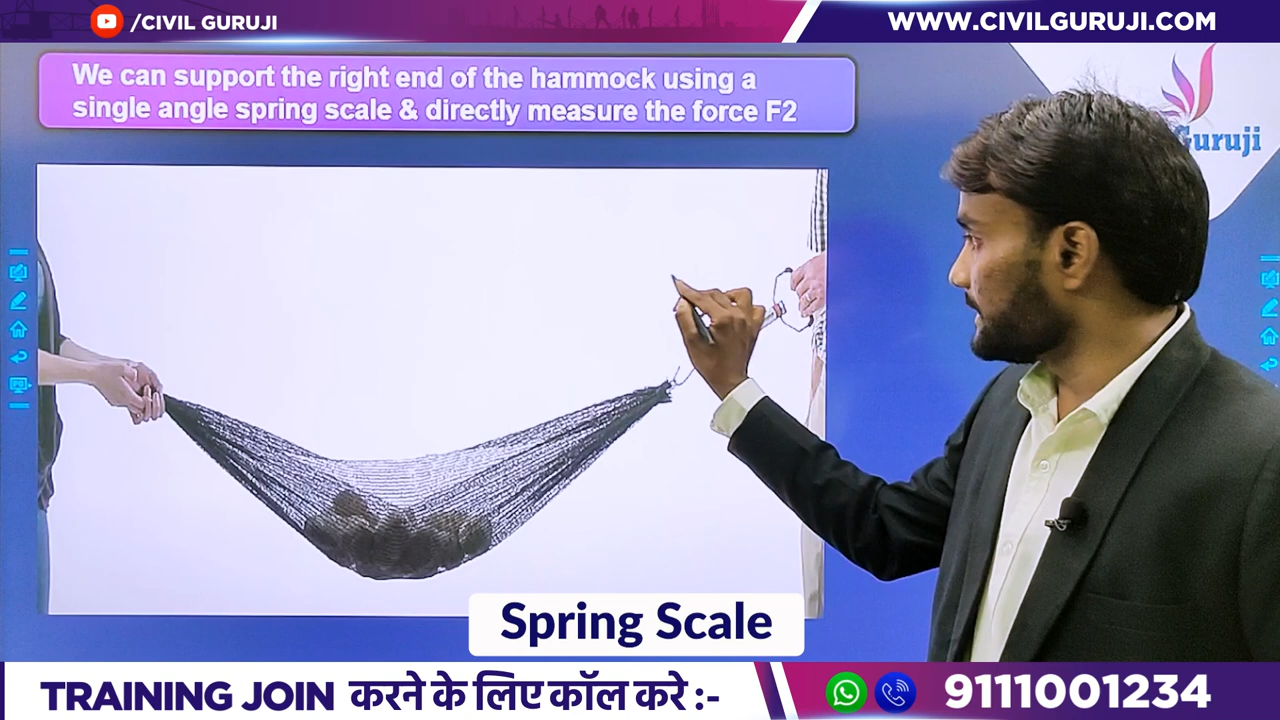 /CIVIL GURUJI
WWW.CIVILGURUJI.COM
We can support the right end of the hammock using a
single angle spring scale & directly measure the force F2
Guruji
Spring Scale
TRAINING JOIN करने के लिए कॉल करे :-
9111001234